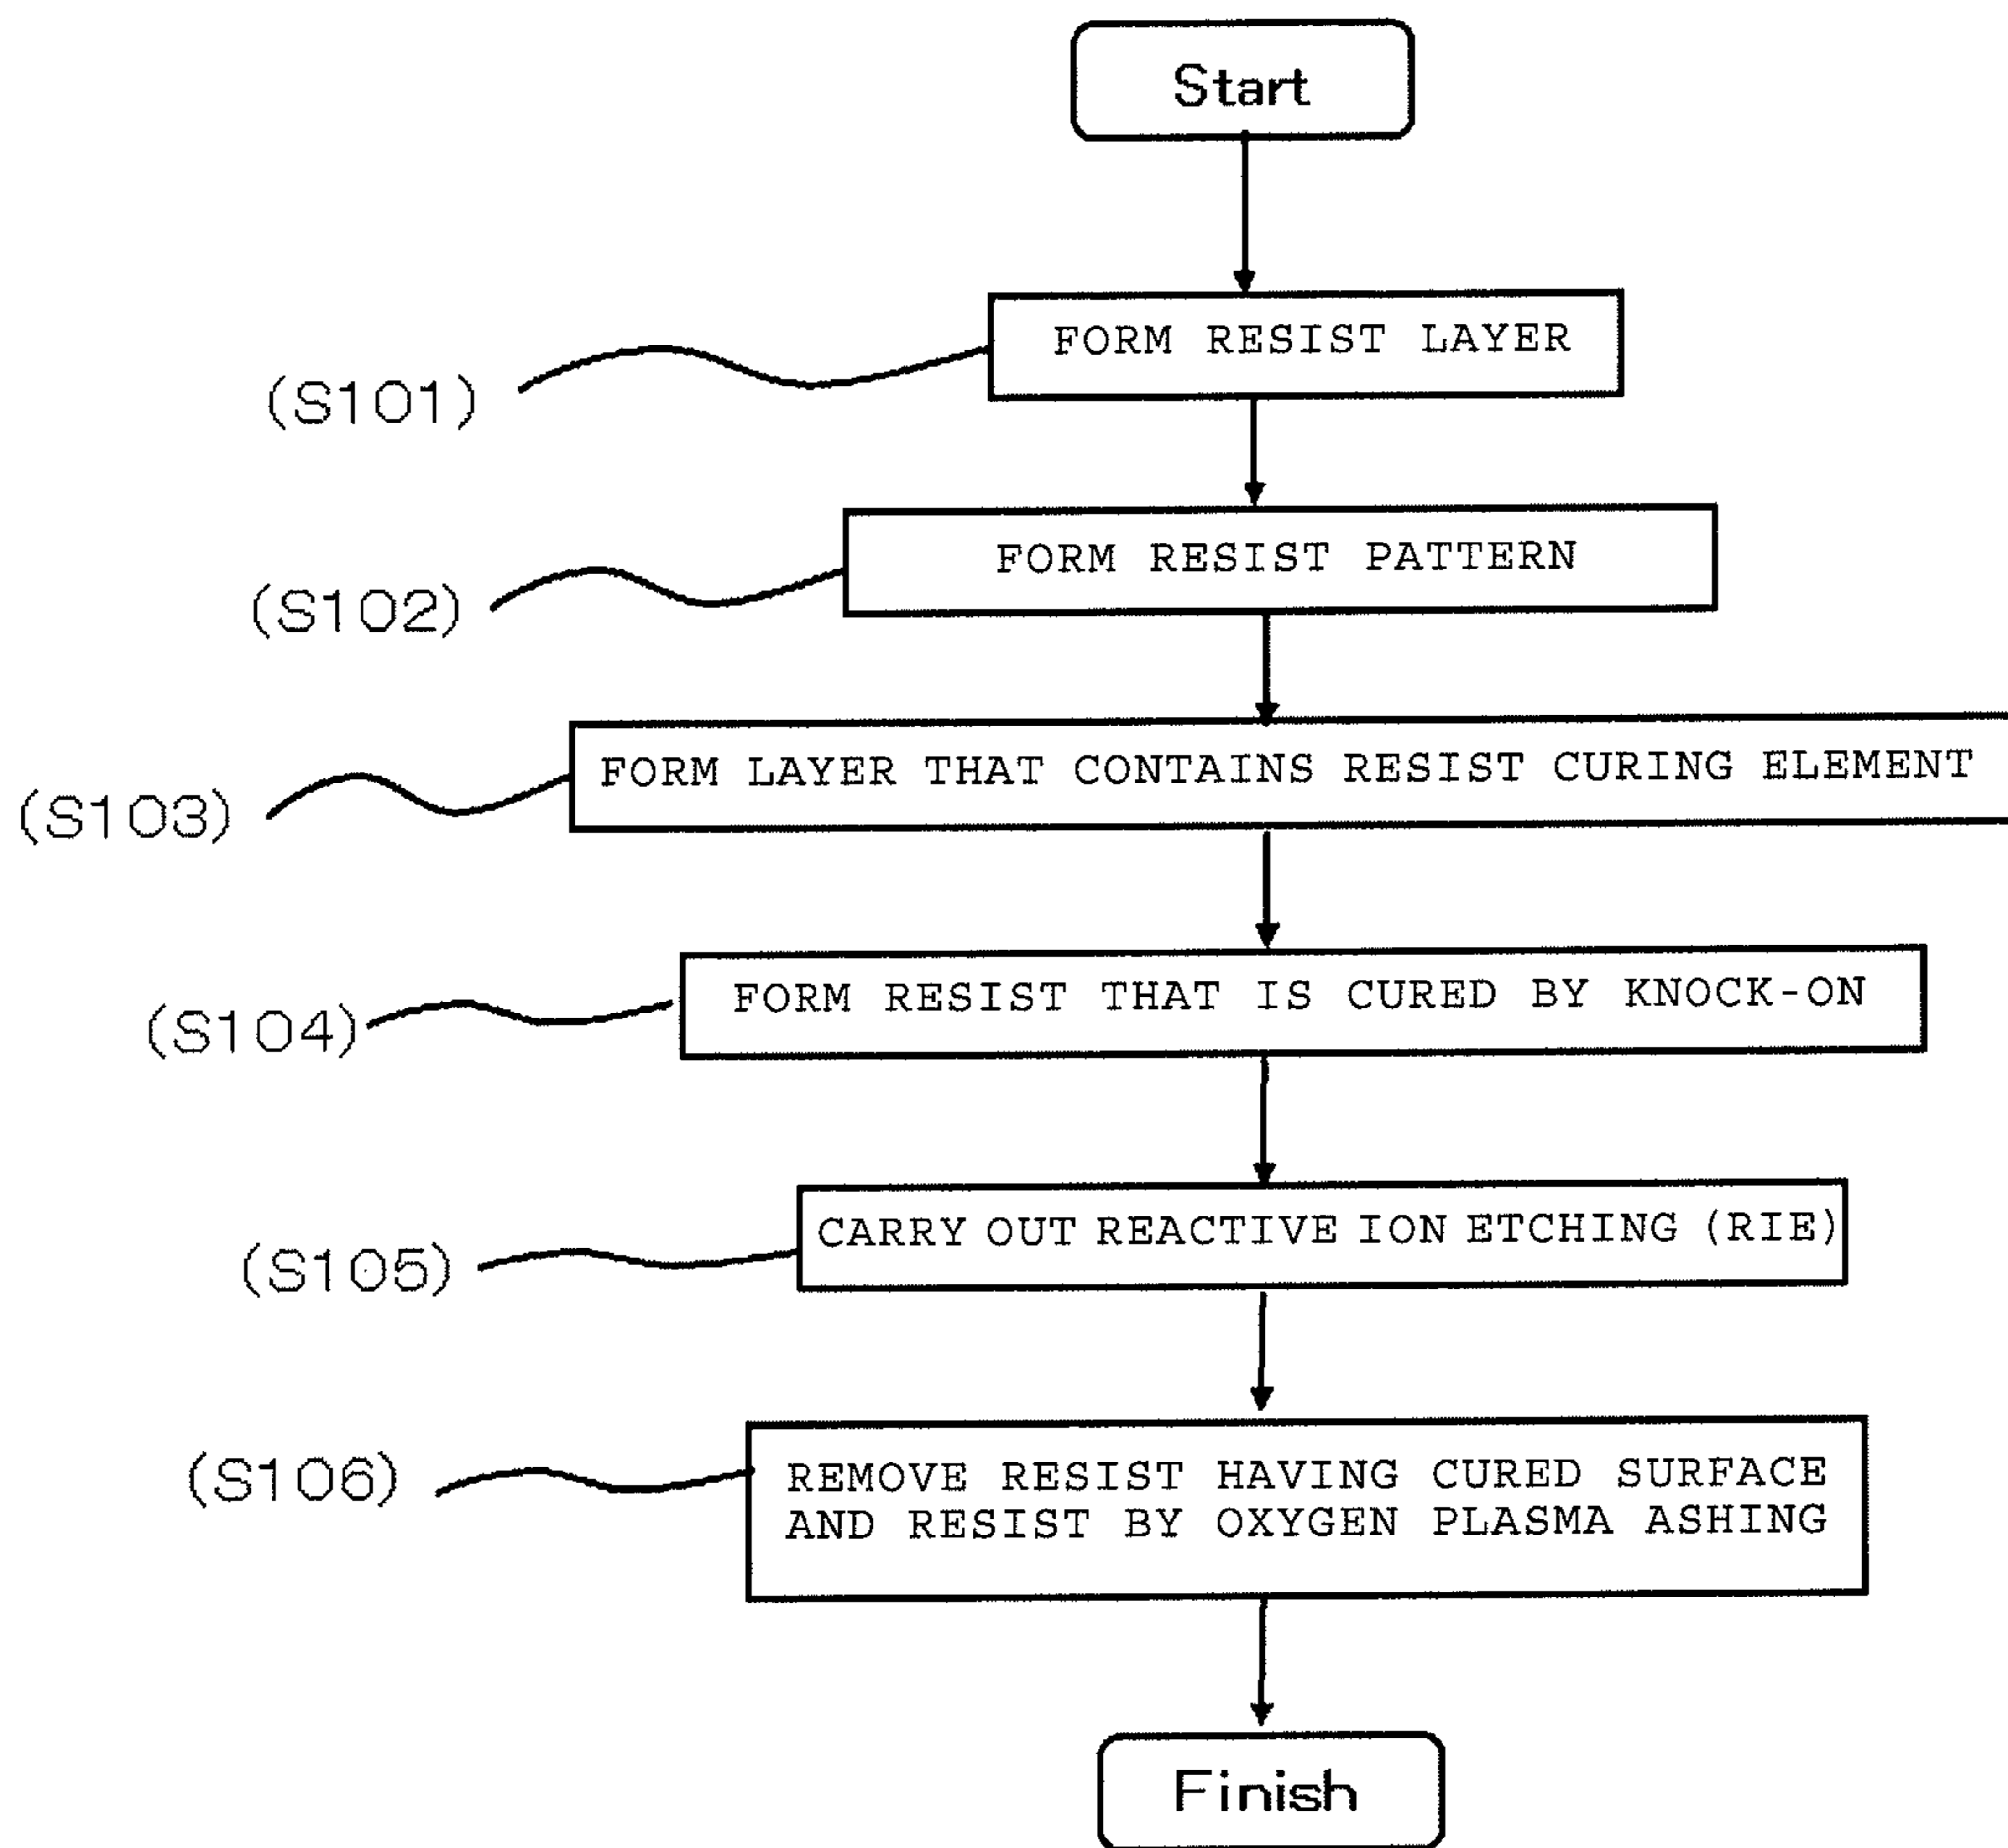 Start
(S101)
FORM RESIST LAYER
(S102)
FORM RESIST PATTERN
(S103)
FORM LAYER THAT CONTAINS RESIST CURING ELEMENT
(S104)
FORM RESIST THAT IS CURED BY KNOCK-ON
(S105)
CARRY OUT REACTIVE ION ETCHING (RIE)
(S106)
REMOVE RESIST HAVING CURED SURFACE
AND RESIST BY OXYGEN PLASMA ASHING
Finish